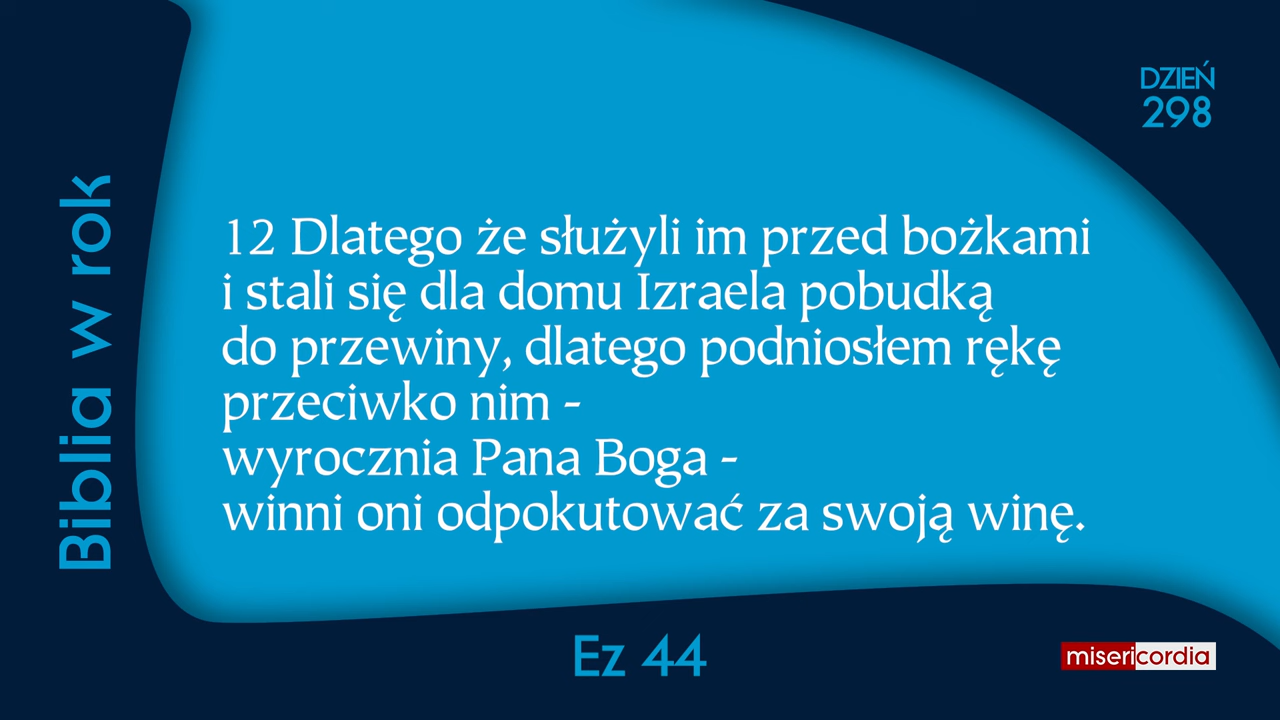 DZIEŃ
298
Biblia w rok
12 Dlatego że służyli im przed bożkami
i stali się dla domu Izraela pobudką
do przewiny, dlatego podniosłem rękę
przeciwko nim -
wyrocznia Pana Boga -
winni oni odpokutować za swoją winę.
Ez 44
misericordia